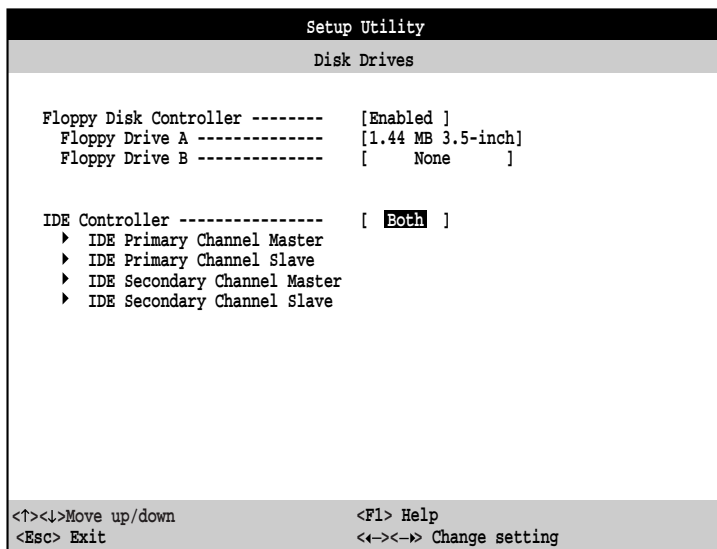 Setup Utility
Disk Drives
Floppy Disk Controller -------- [Enabled ]
Floppy Drive A -------------- [1.44 MB 3.5-inch]
Floppy Drive B -------------- [ None ]
IDE Controller ---------------- [ Both ]
IDE Primary Channel Master
IDE Primary Channel Slave
IDE Secondary Channel Master
IDE Secondary Channel Slave
<↑><↓>Move up/down <F1> Help
<Esc> Exit <←><→> Change setting